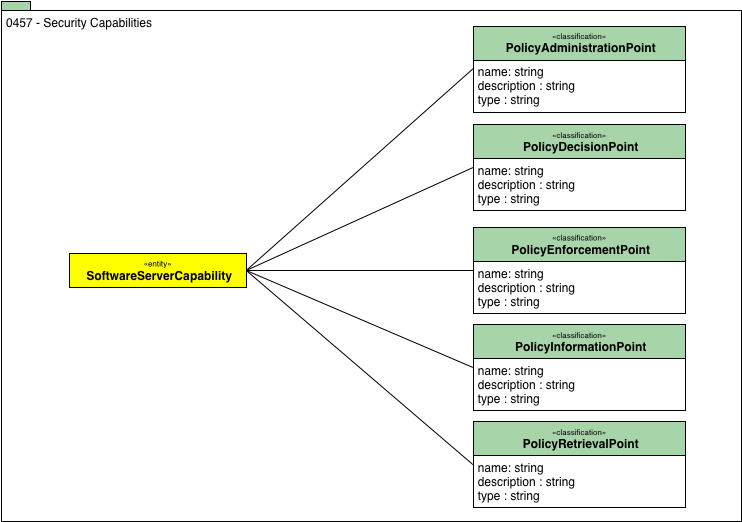 0457 - Security Capabilities
«classification»
PolicyAdministrationPoint
name: string
description : string
type : string
«classification»
PolicyDecisionPoint
name: string
description : string
type : string
«classification»
PolicyEnforcementPoint
name: string
description : string
type : string
«entity»
SoftwareServerCapability
«classification»
PolicyInformationPoint
name: string
description : string
type : string
«classification»
PolicyRetrievalPoint
name: string
description : string
type : string